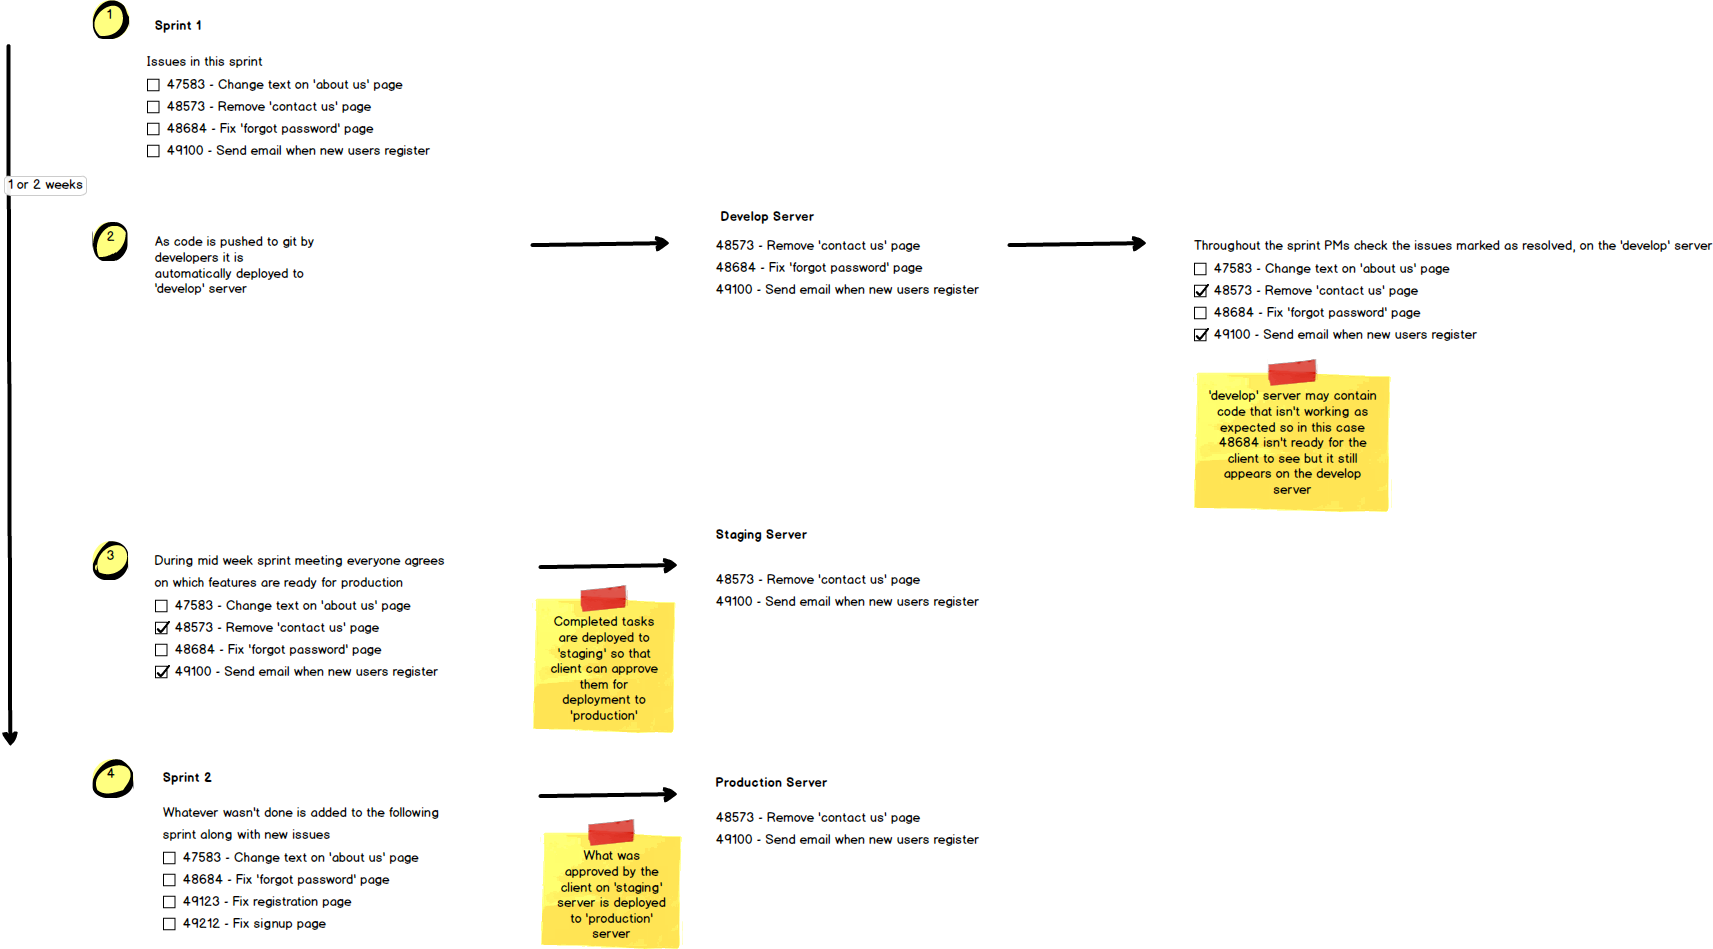 1
Sprint 1
Issues in this sprint
47583 - Change text on 'about us' page
48573 - Remove 'contact us' page
48684 - Fix 'forgot password' page
49100 - Send email when new users register
1 or 2 weeks
2
As code is pushed to git by
developers it is
automatically deployed to
'develop' server
Develop Server
48573 - Remove 'contact us' page
48684 - Fix 'forgot password' page
49100 - Send email when new users register
Throughout the sprint PMs check the issues marked as resolved, on the 'develop' server
47583 - Change text on 'about us' page
48573 - Remove 'contact us' page
48684 - Fix 'forgot password' page
49100 - Send email when new users register
'develop' server may contain
code that isn't working as
expected so in this case
48684 isn't ready for the
client to see but it still
appears on the develop
server
3
During mid week sprint meeting everyone agrees
on which features are ready for production
47583 - Change text on 'about us' page
48573 - Remove 'contact us' page
48684 - Fix 'forgot password' page
49100 - Send email when new users register
Completed tasks
are deployed to
'staging' so that
client can approve
them for
deployment to
'production'
Staging Server
48573 - Remove 'contact us' page
49100 - Send email when new users register
4
Sprint 2
Whatever wasn't done is added to the following
sprint along with new issues
47583 - Change text on 'about us' page
48684 - Fix 'forgot password' page
49123 - Fix registration page
49212 - Fix signup page
What was
approved by the
client on 'staging'
server is deployed
to 'production'
server
Production Server
48573 - Remove 'contact us' page
49100 - Send email when new users register